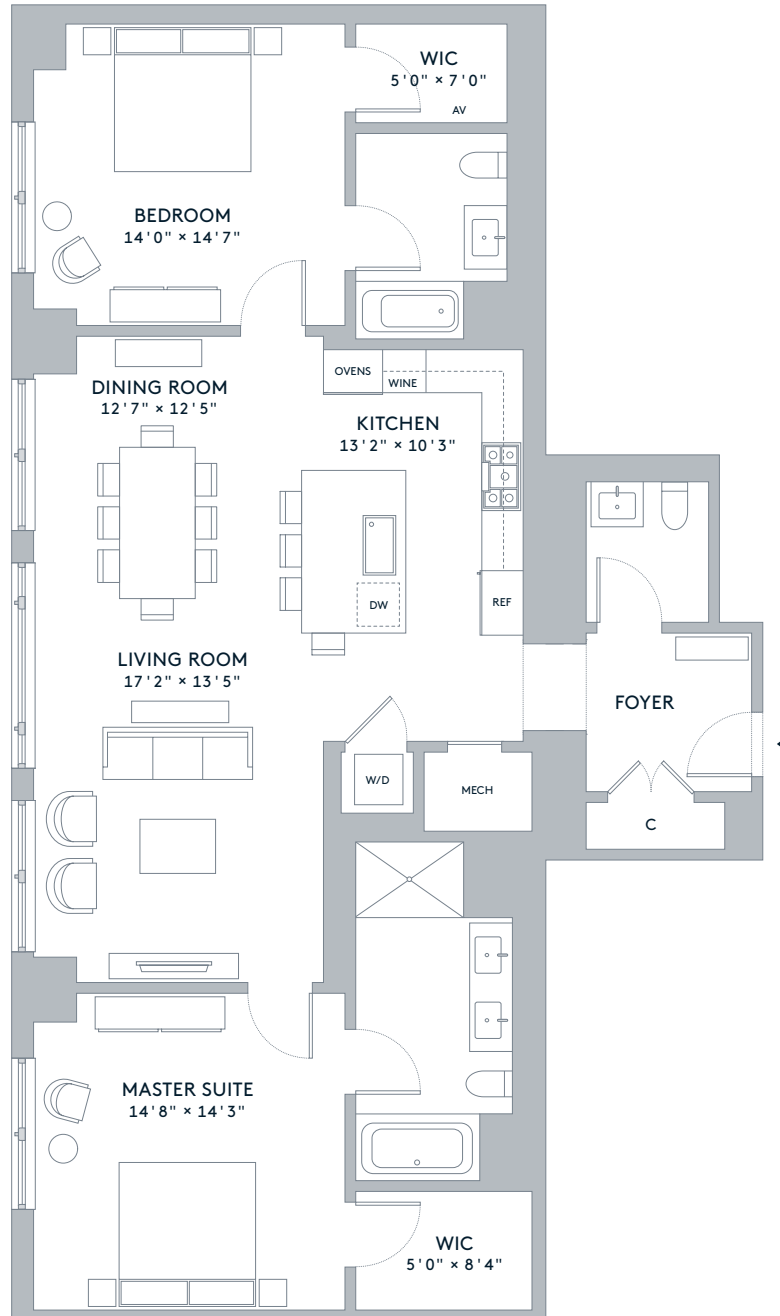 WIC
5'0" × 7'0"
AV
BEDROOM
14'0" × 14'7"
OVENS
WINE
DINING ROOM
12'7" × 12'5"
KITCHEN
13'2" × 10'3"
DW
REF
LIVING ROOM
17'2" × 13'5"
FOYER
W/D
MECH
C
MASTER SUITE
14'8" × 14'3"
WIC
5'0" × 8'4"